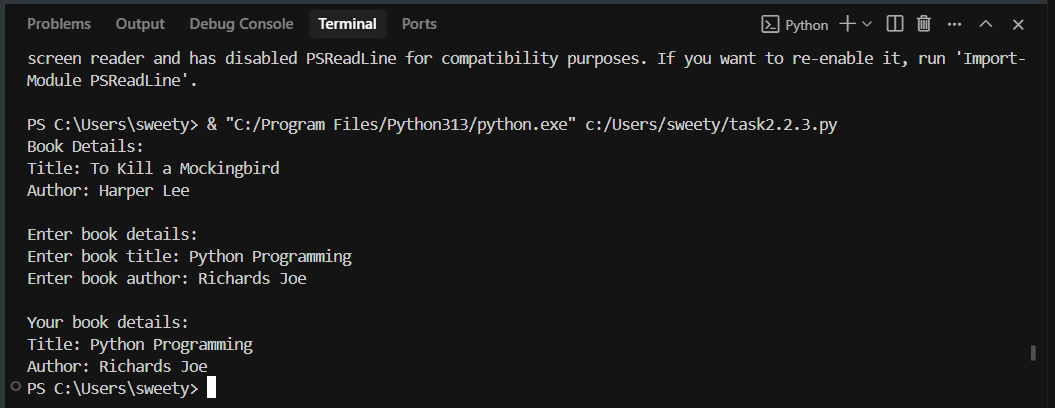 Problems Output Debug Console Terminal Ports Python
screen reader and has disabled PSReadLine for compatibility purposes. If you want to re-enable it, run 'Import-
Module PSReadLine'.
PS C:\Users\sweety> & "C:/Program Files/Python313/python.exe" c:/Users/sweety/task2.2.3.py
Book Details:
Title: To Kill a Mockingbird
Author: Harper Lee
Enter book details:
Enter book title: Python Programming
Enter book author: Richards Joe
Your book details:
Title: Python Programming
Author: Richards Joe
PS C:\Users\sweety>